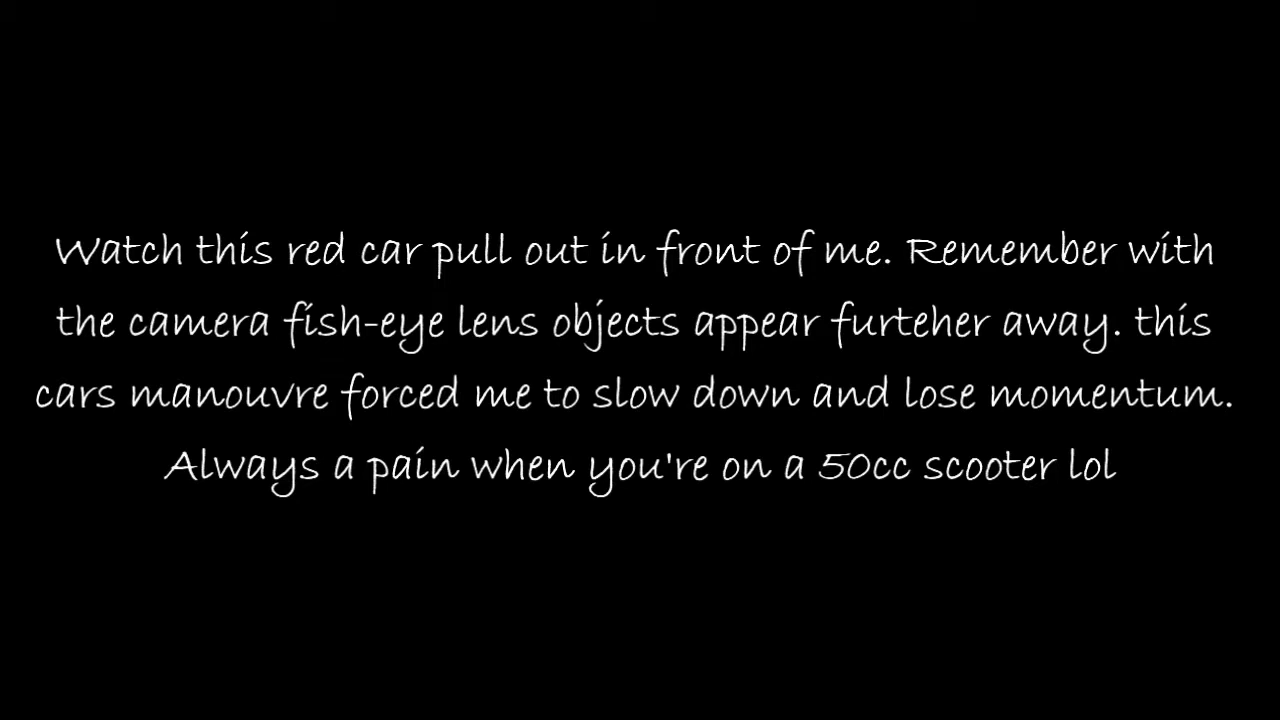 Watch this red car pull out in front of me. Remember with
the camera fish-eye lens objects appear furteher away. this
cars manouvre forced me to slow down and lose momentum.
Always a pain when you're on a 50cc scooter lol